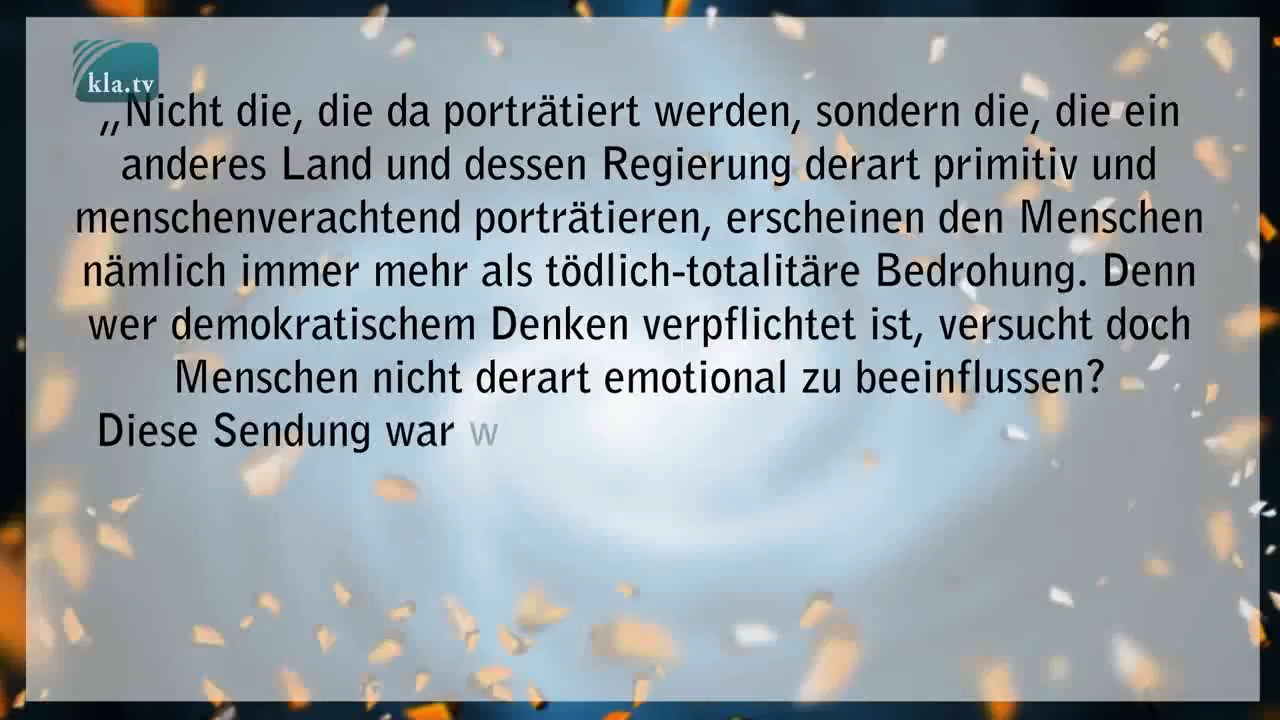 kla.tv
„Nicht die, die da porträtiert werden, sondern die, die ein
anderes Land und dessen Regierung derart primitiv und
menschenverachtend porträtieren, erscheinen den Menschen
nämlich immer mehr als tödlich-totalitäre Bedrohung. Denn
wer demokratischem Denken verpflichtet ist, versucht doch
Menschen nicht derart emotional zu beeinflussen?
Diese Sendung war w